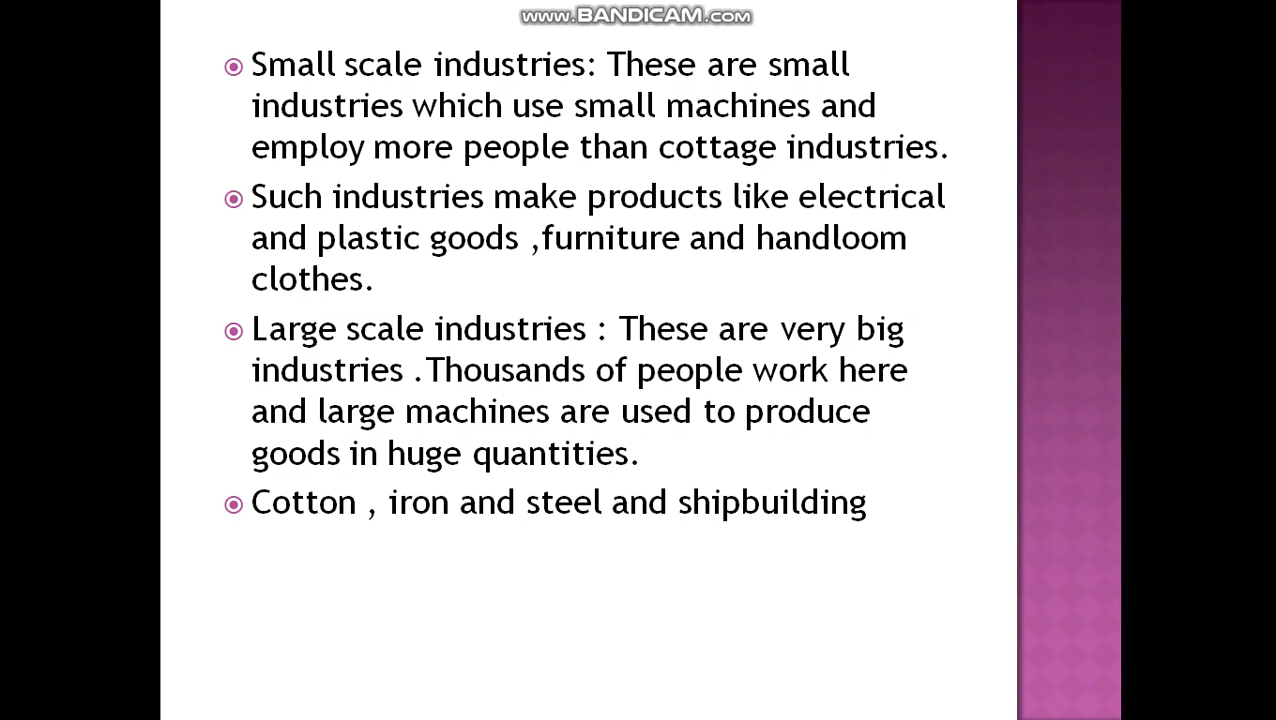 www.BANDICAM.com
Small scale industries: These are small
industries which use small machines and
employ more people than cottage industries.
Such industries make products like electrical
and plastic goods ,furniture and handloom
clothes.
Large scale industries : These are very big
industries .Thousands of people work here
and large machines are used to produce
goods in huge quantities.
Cotton , iron and steel and shipbuilding